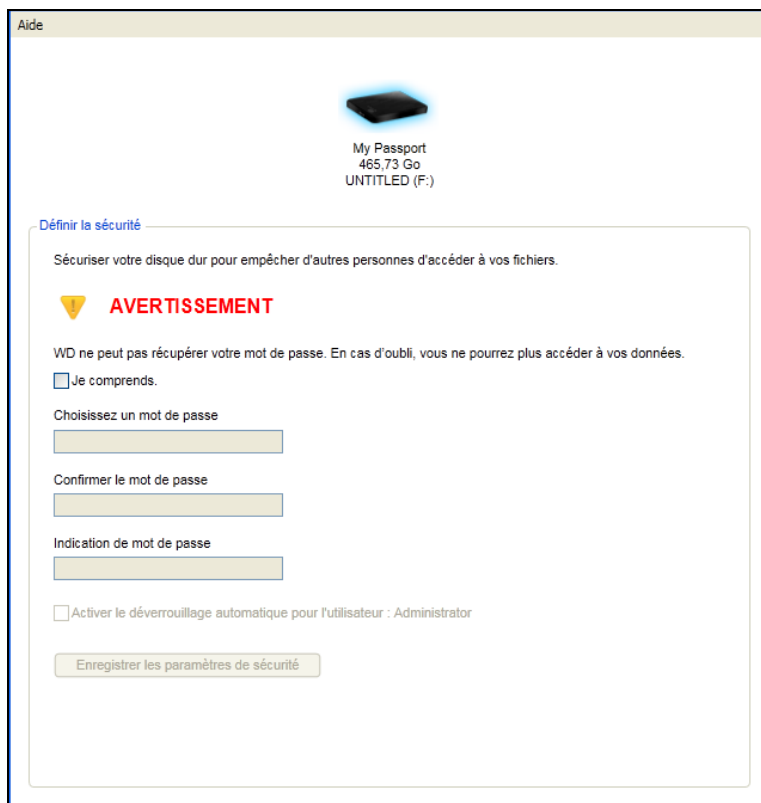 Aide
My Passport
465,73 Go
UNTITLED (F:)
Définir la sécurité
Sécuriser votre disque dur pour empêcher d'autres personnes d'accéder à vos fichiers.
AVERTISSEMENT
WD ne peut pas récupérer votre mot de passe. En cas d’oubli, vous ne pourrez plus accéder à vos données.
Je comprends.
Choisissez un mot de passe
Confirmer le mot de passe
Indication de mot de passe
Activer le déverrouillage automatique pour l'utilisateur : Administrator
Enregistrer les paramètres de sécurité